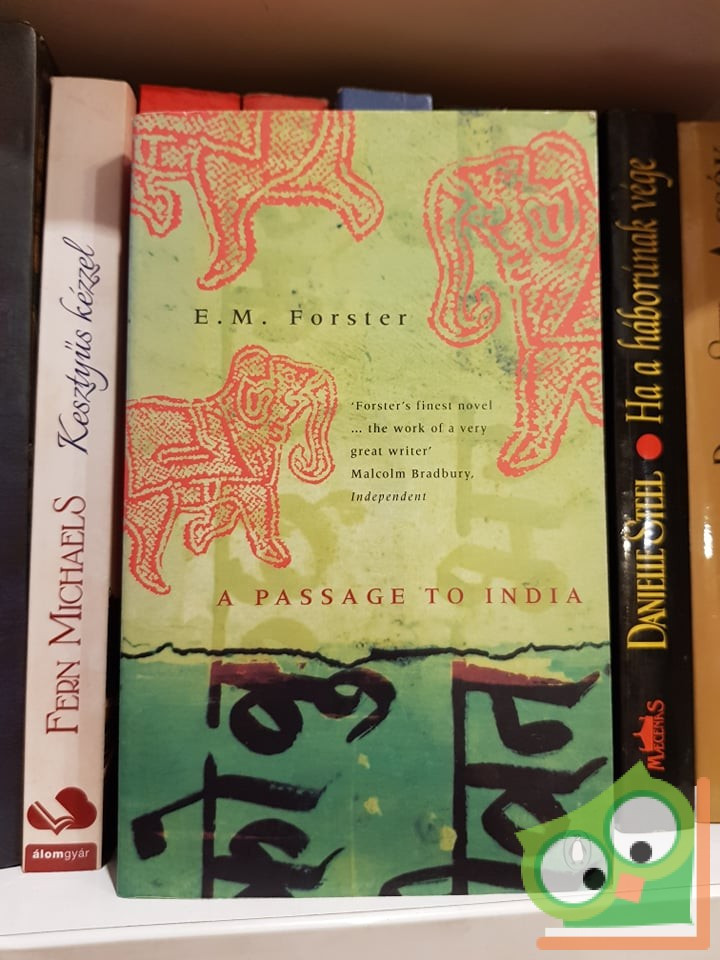 FERN MICHAELS Kesztyűs kézzel
álomgyár
E.M. Forster
'Forster's finest novel
... the work of a very
great writer'
Malcolm Bradbury,
Independent
A PASSAGE TO INDIA
DANIELLE STEEL Ha a háborúnak vége
MÆCENAS